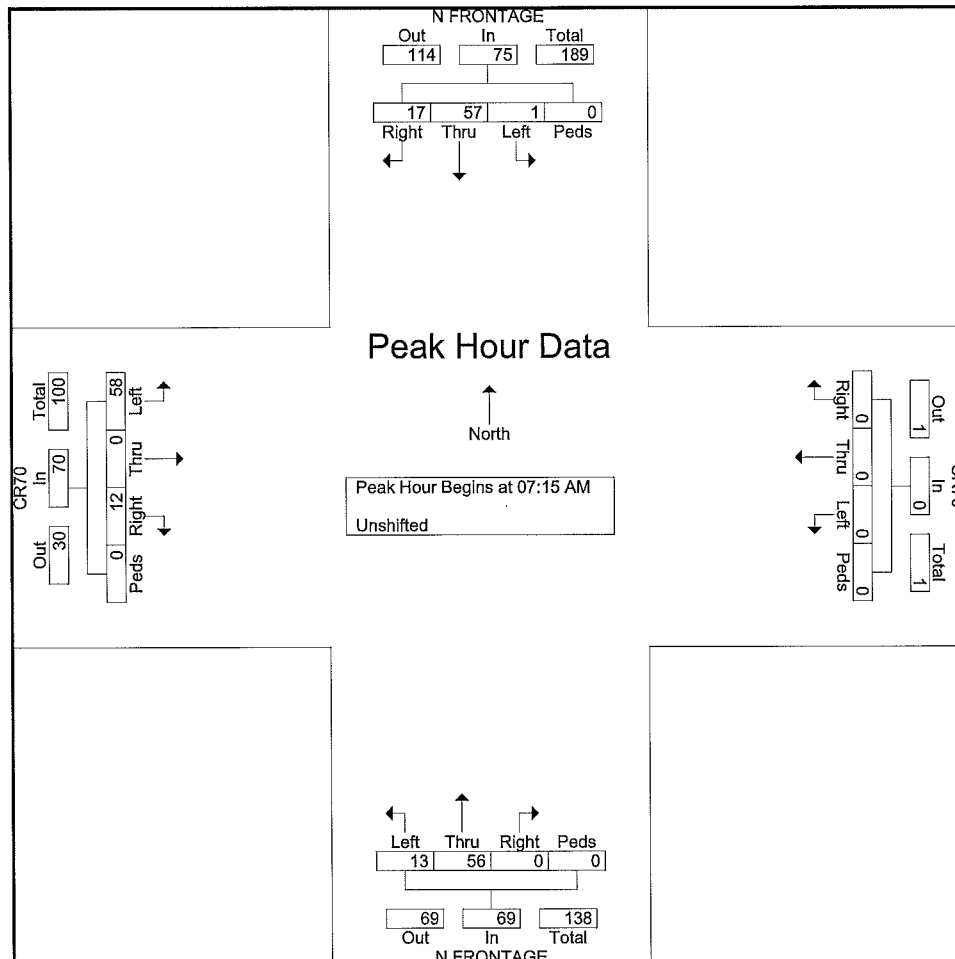 N FRONTAGE
Out In Total
114 75 189
17 57 1 0
Right Thru Left Peds
Peak Hour Data
North
Peak Hour Begins at 07:15 AM
Unshifted
CR70
Out In Total
30 70 100
58 0 12 0
Left Thru Right Peds
Out In Total
1 0 1
0 0 0 0
Right Thru Left Peds
Left Thru Right Peds
13 56 0 0
69 69 138
Out In Total
N FRONTAGE